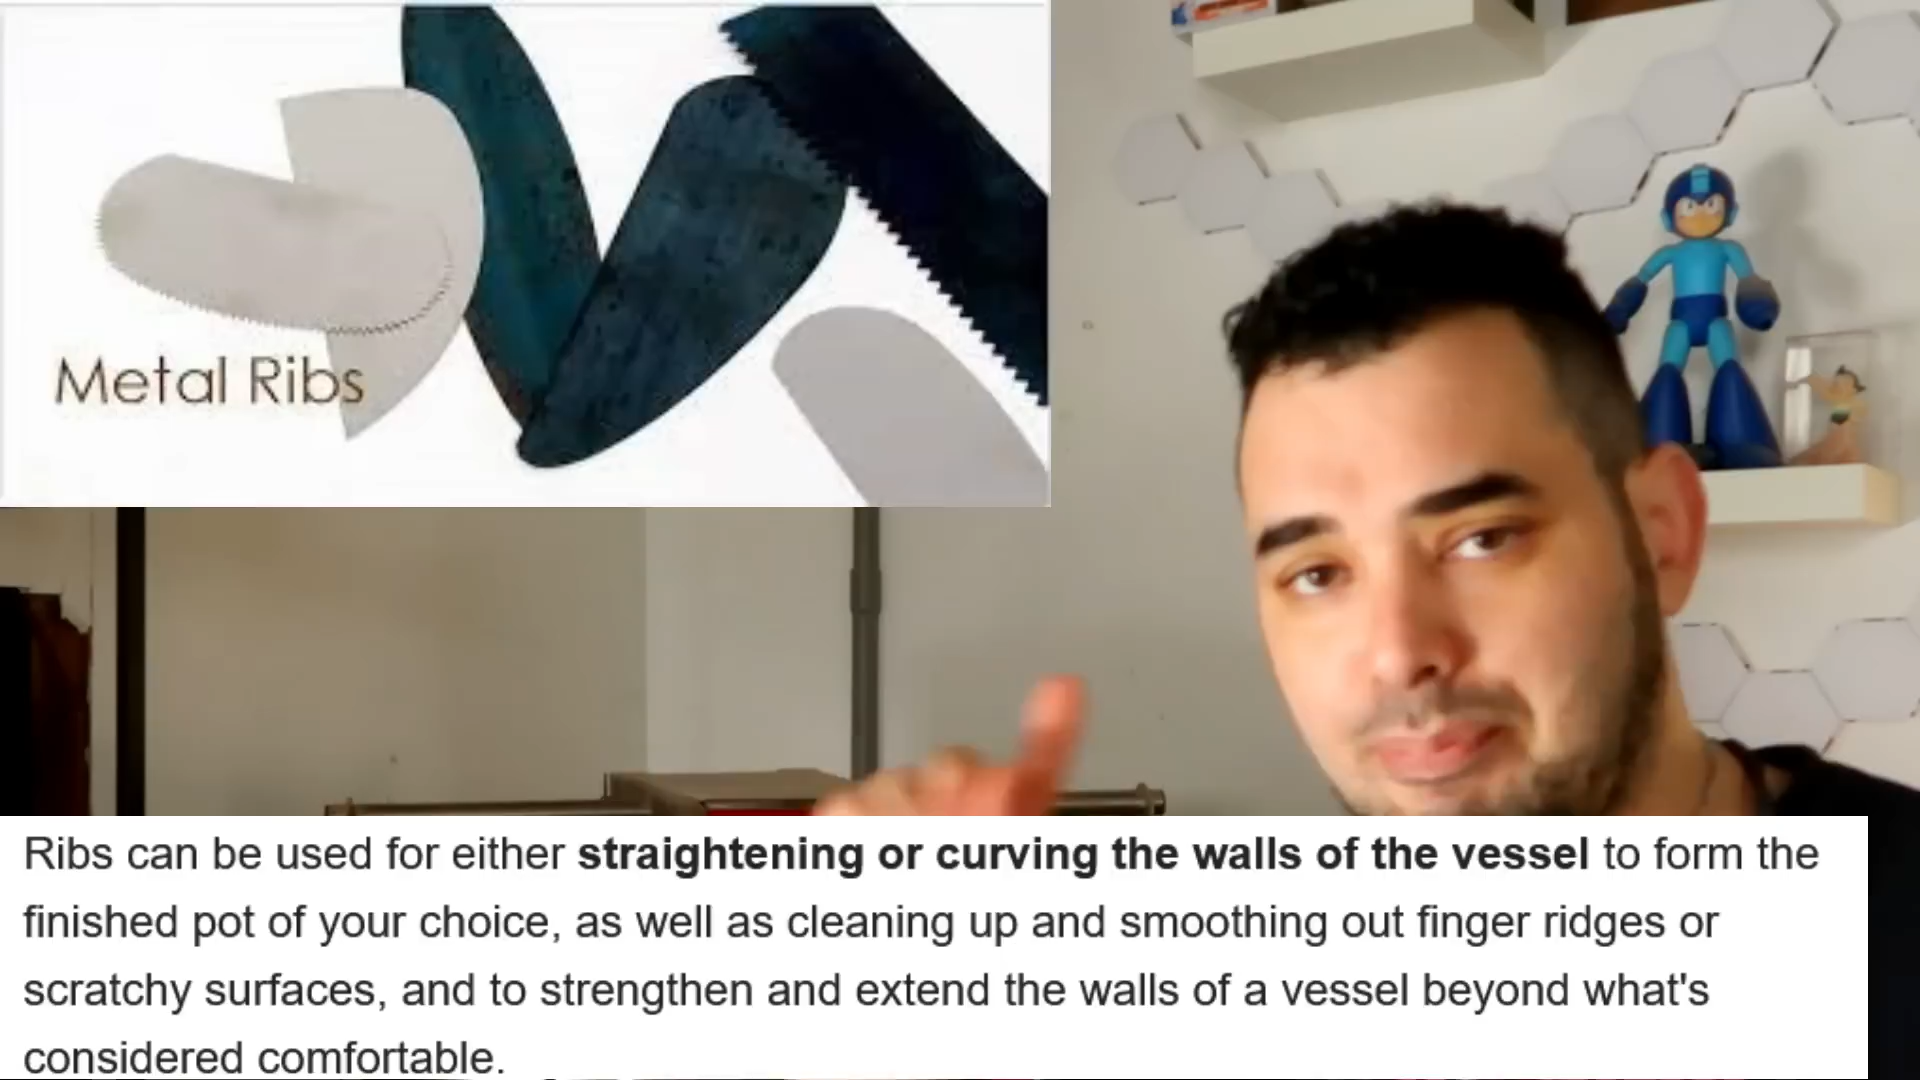 Metal Ribs
Ribs can be used for either straightening or curving the walls of the vessel to form the
finished pot of your choice, as well as cleaning up and smoothing out finger ridges or
scratchy surfaces, and to strengthen and extend the walls of a vessel beyond what's
considered comfortable.